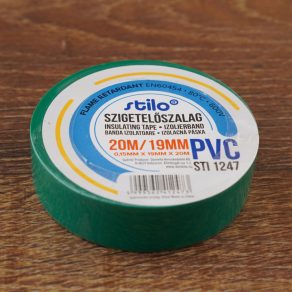 FLAME RETARDANT EN60454 • 80°C • 600V
stilo®
SZIGETELŐSZALAG
INSULATING TAPE • IZOLIERBAND
BANDA IZOLATOARE • IZOLAČNÁ PÁSKA
20M/19MM
0,15MM X 19MM X 20M
PVC
STI 1247